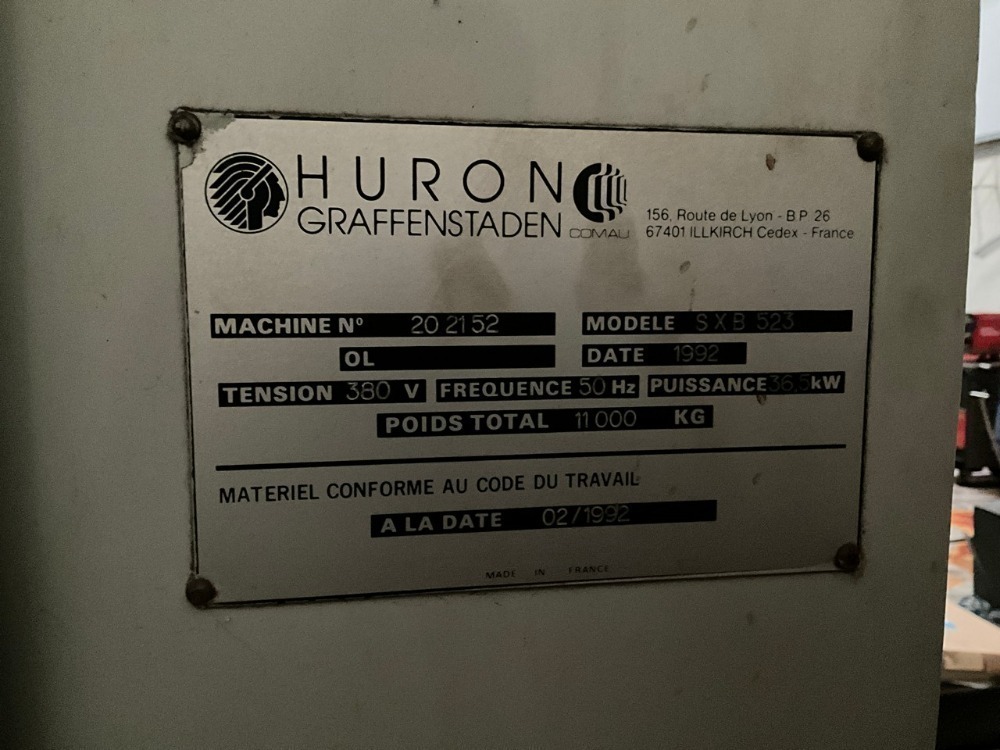 HURON
GRAFFENSTADEN
COMAU
156, Route de Lyon - B P 26
67401 ILLKIRCH Cedex - France
MACHINE Nº 20 2152 MODELE SXB 523
OL DATE 1992
TENSION 380 V FREQUENCE 50 Hz PUISSANCE 36,5 kW
POIDS TOTAL 11 000 KG
MATERIEL CONFORME AU CODE DU TRAVAIL
A LA DATE 02/1992
MADE IN FRANCE